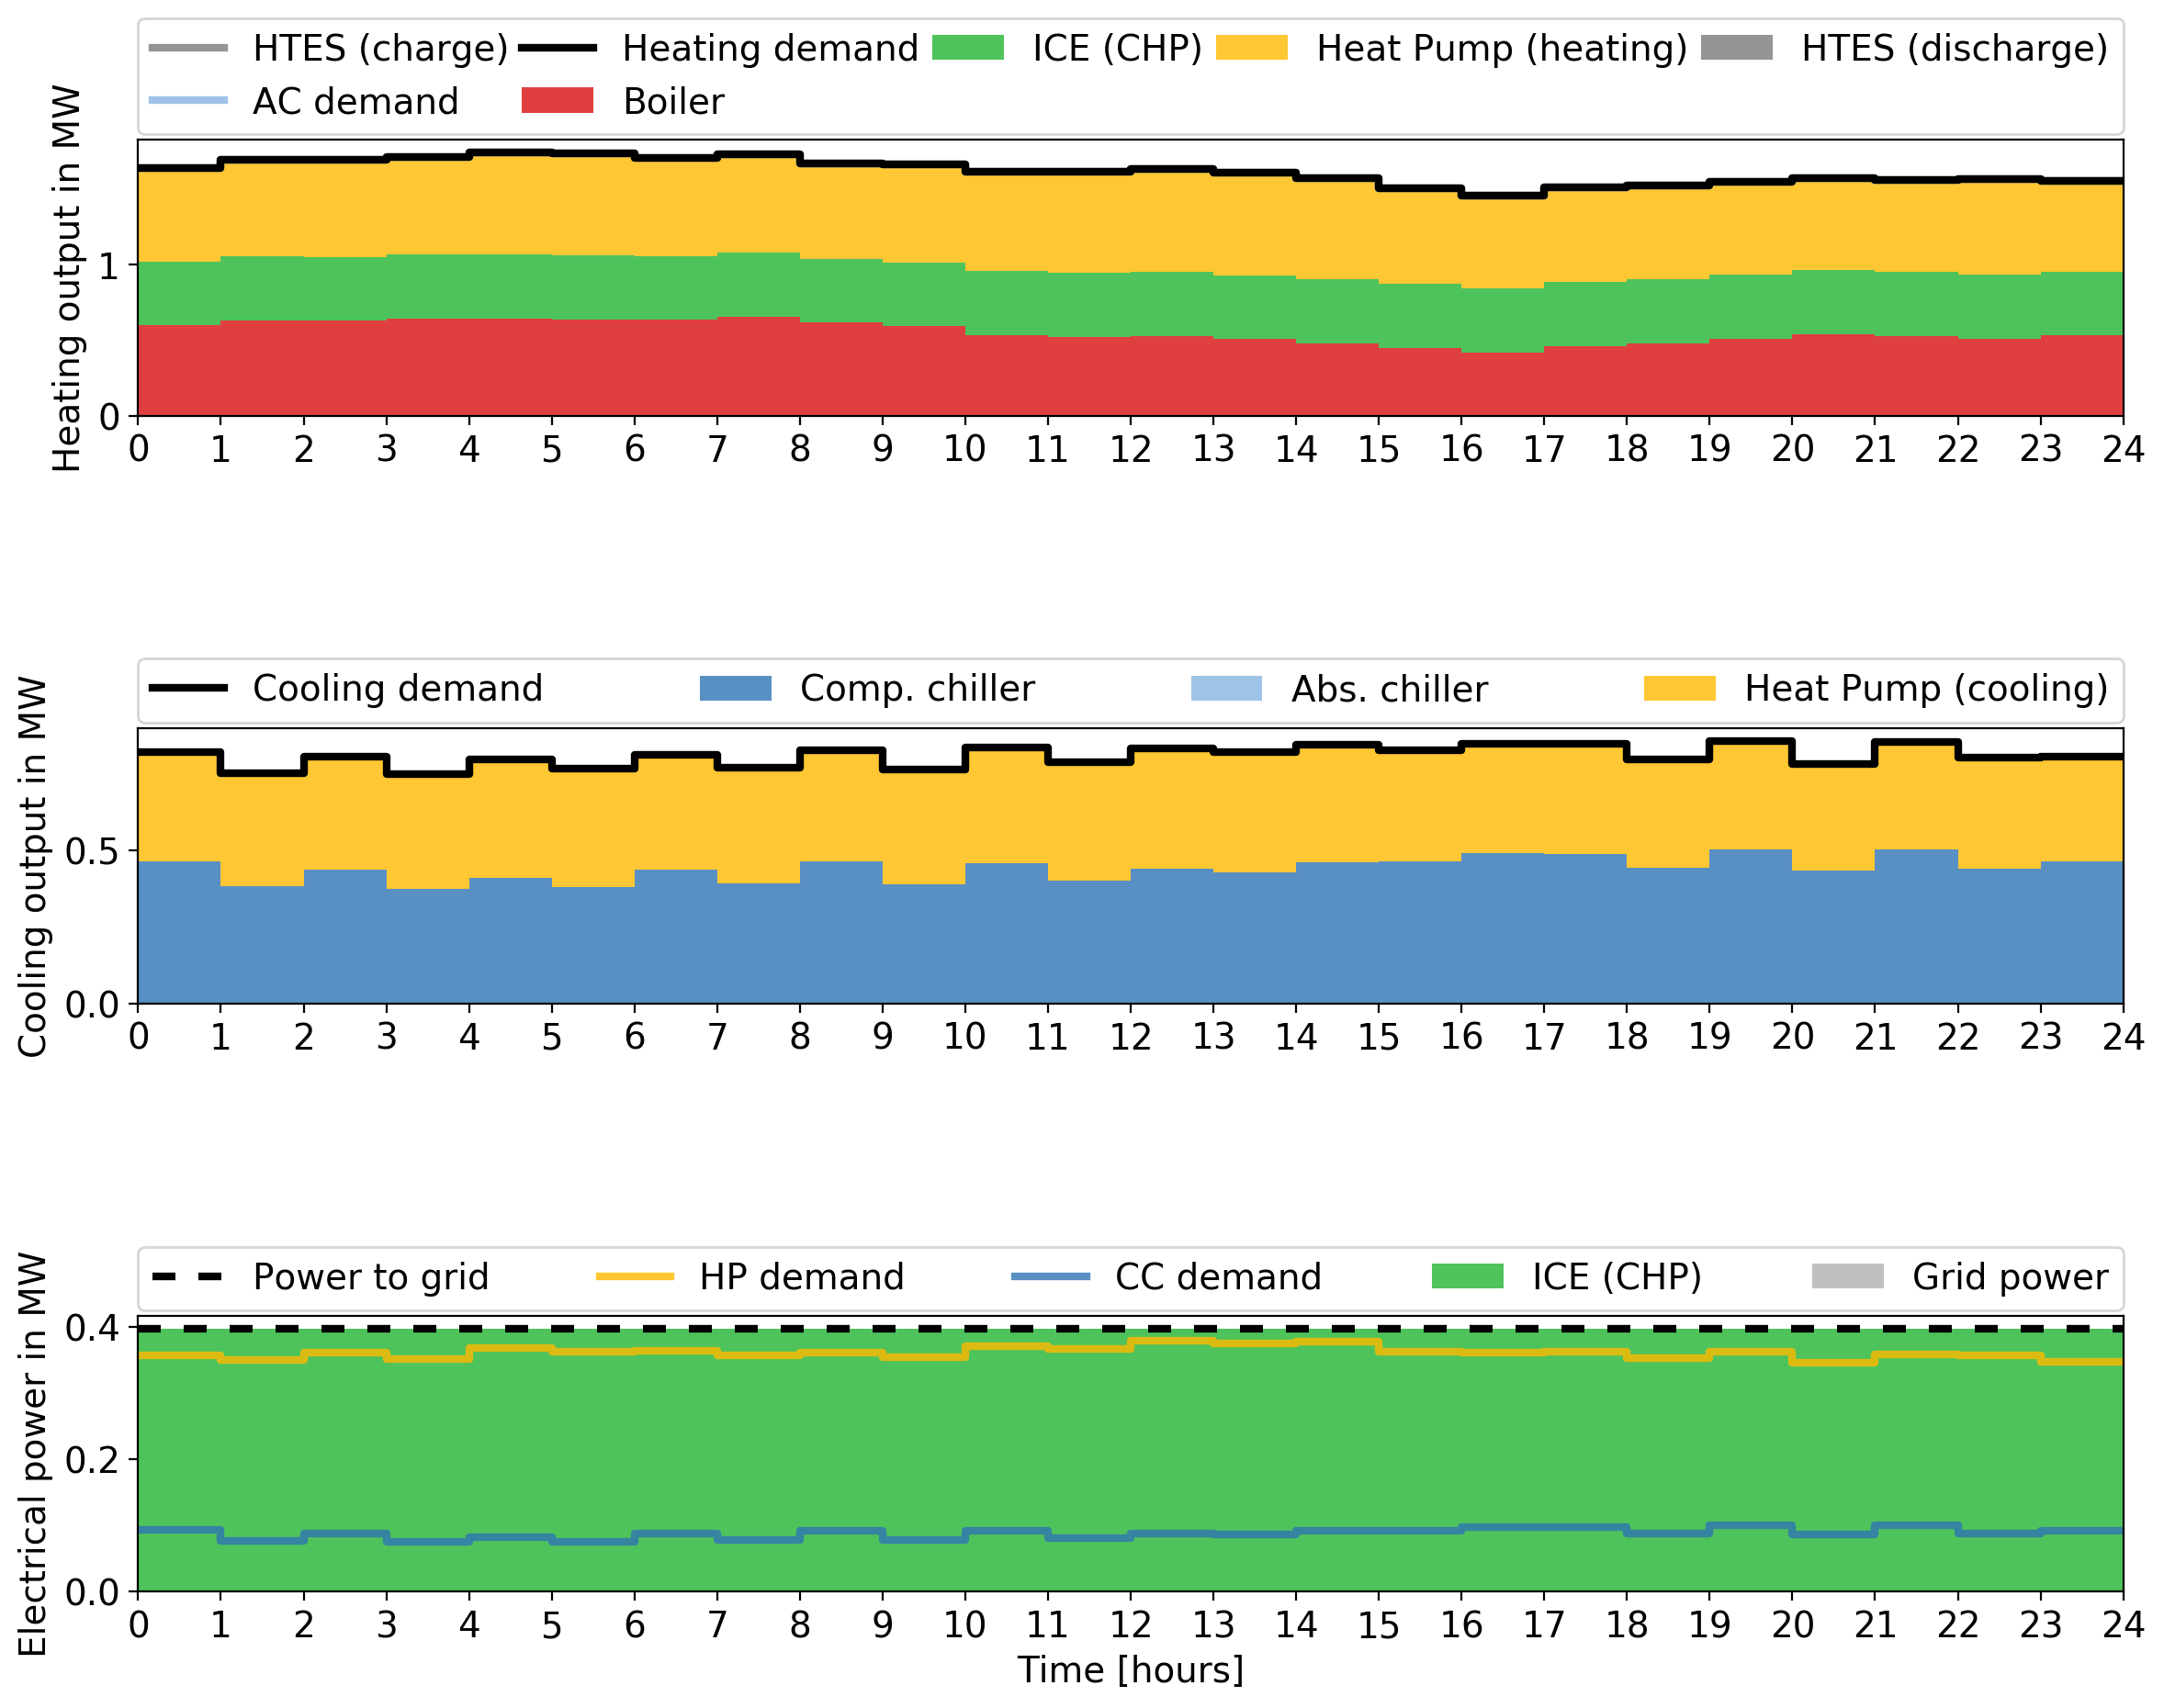 HTES (charge) Heating demand ICE (CHP) Heat Pump (heating) HTES (discharge)
AC demand Boiler
Heating output in MW
1
0
0 1 2 3 4 5 6 7 8 9 10 11 12 13 14 15 16 17 18 19 20 21 22 23 24
Cooling demand Comp. chiller Abs. chiller Heat Pump (cooling)
Cooling output in MW
0.5
0.0
0 1 2 3 4 5 6 7 8 9 10 11 12 13 14 15 16 17 18 19 20 21 22 23 24
Power to grid HP demand CC demand ICE (CHP) Grid power
Electrical power in MW
0.4
0.2
0.0
0 1 2 3 4 5 6 7 8 9 10 11 12 13 14 15 16 17 18 19 20 21 22 23 24
Time [hours]